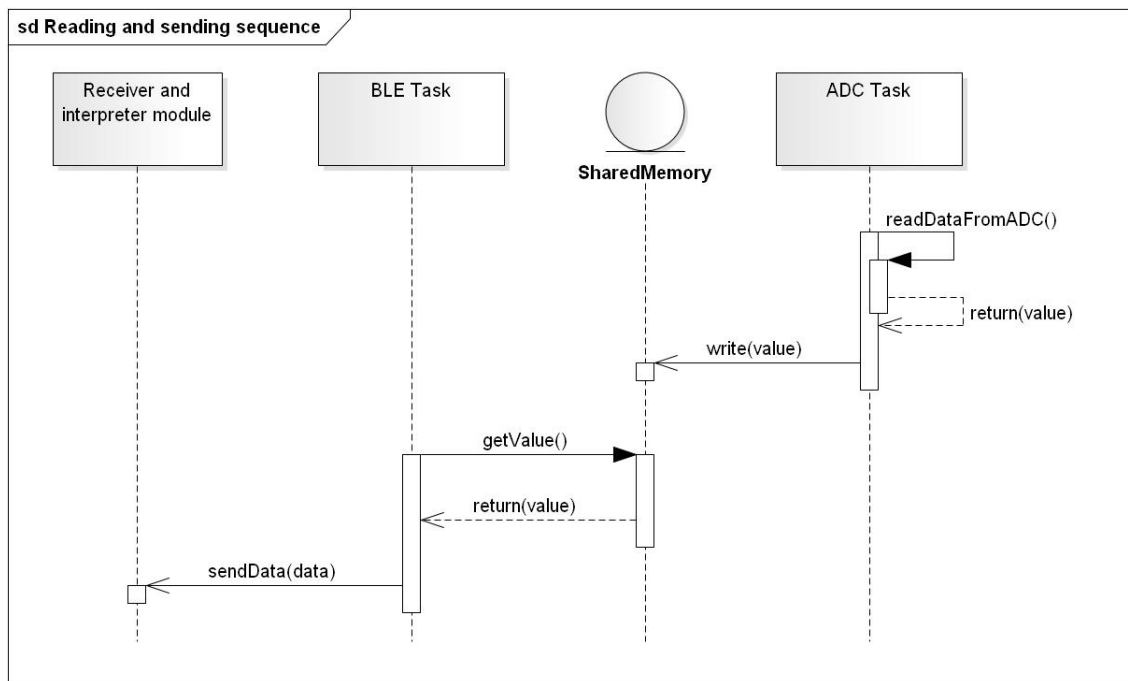 sd Reading and sending sequence
Receiver and
interpreter module
BLE Task
SharedMemory
ADC Task
readDataFromADC()
return(value)
write(value)
getValue()
return(value)
sendData(data)